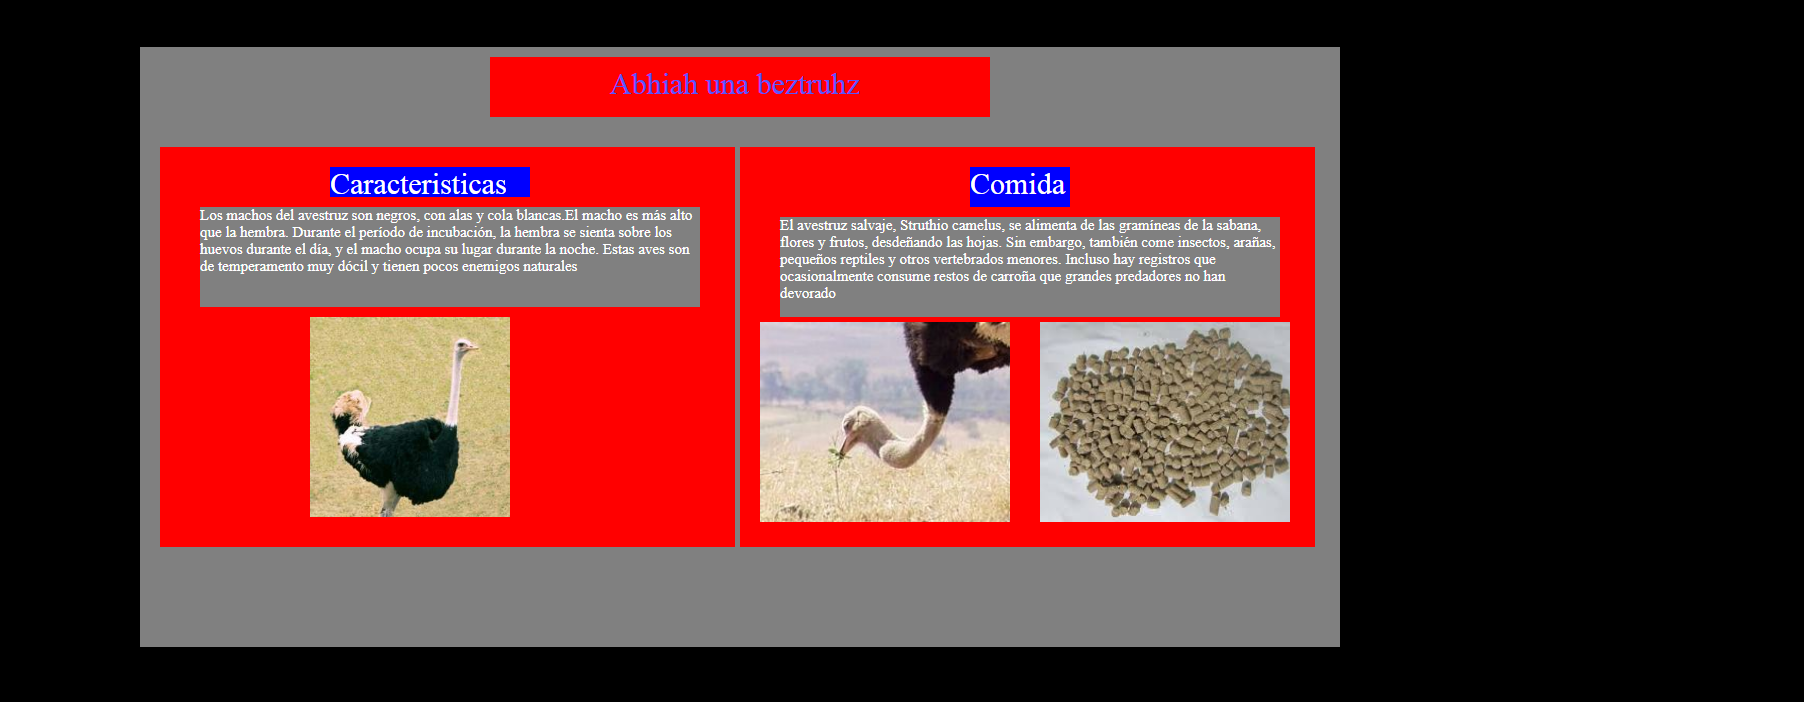 Abhiah una beztruhz
Caracteristicas
Los machos del avestruz son negros, con alas y cola blancas.El macho es más alto
que la hembra. Durante el período de incubación, la hembra se sienta sobre los
huevos durante el día, y el macho ocupa su lugar durante la noche. Estas aves son
de temperamento muy dócil y tienen pocos enemigos naturales
Comida
El avestruz salvaje, Struthio camelus, se alimenta de las gramíneas de la sabana,
flores y frutos, desdeñando las hojas. Sin embargo, también come insectos, arañas,
pequeños reptiles y otros vertebrados menores. Incluso hay registros que
ocasionalmente consume restos de carroña que grandes predadores no han
devorado